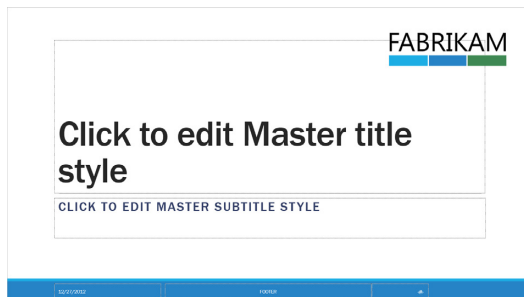 FABRIKAM
Click to edit Master title
style
CLICK TO EDIT MASTER SUBTITLE STYLE
12/27/2012 FOOTER